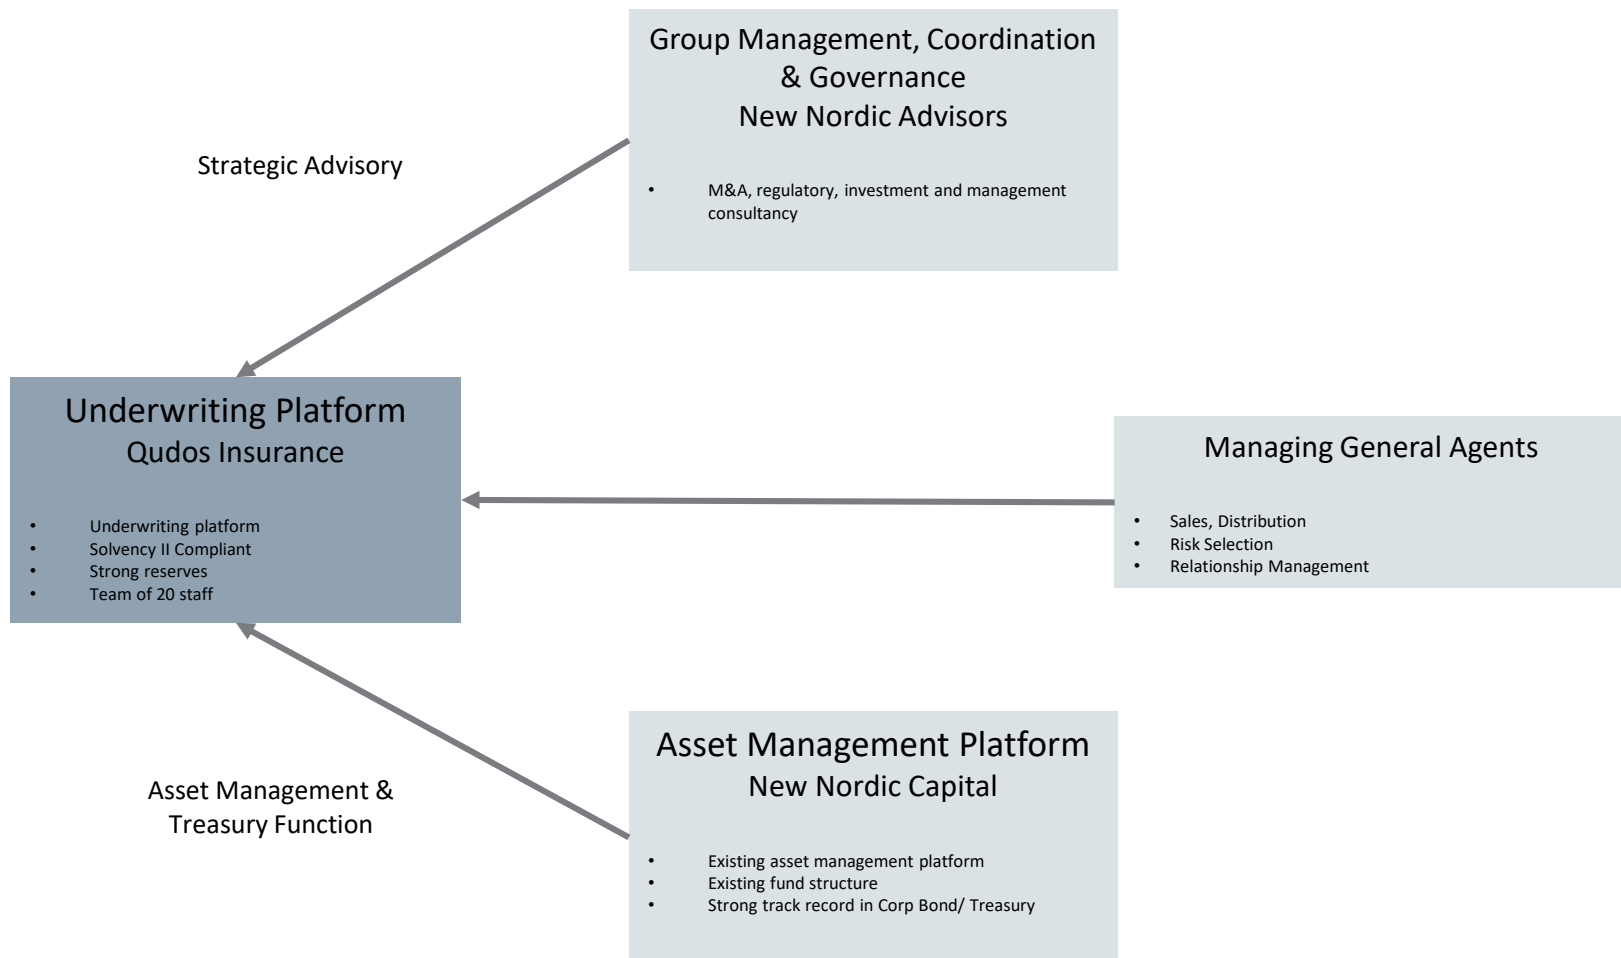 Group Management, Coordination
& Governance
New Nordic Advisors
• M&A, regulatory, investment and management
consultancy
Strategic Advisory
Underwriting Platform
Qudos Insurance
• Underwriting platform
• Solvency II Compliant
• Strong reserves
• Team of 20 staff
Managing General Agents
• Sales, Distribution
• Risk Selection
• Relationship Management
Asset Management &
Treasury Function
Asset Management Platform
New Nordic Capital
• Existing asset management platform
• Existing fund structure
• Strong track record in Corp Bond/ Treasury